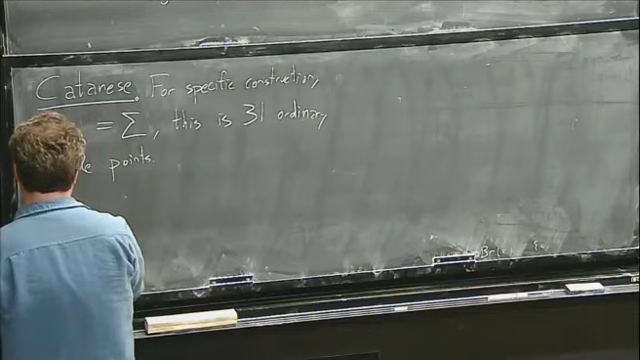 Catanese. For specific construction,
= Σ, this is 31 ordinary
points.